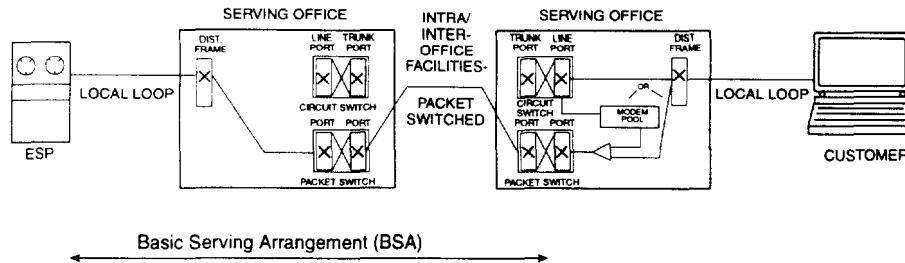 SERVING OFFICE
DIST.
FRAME
LINE
PORT
TRUNK
PORT
CIRCUIT SWITCH
PORT PORT
PACKET SWITCH
ESP
LOCAL LOOP
INTRA/
INTER-
OFFICE
FACILITIES-
PACKET
SWITCHED
SERVING OFFICE
TRUNK
PORT
LINE
PORT
DIST.
FRAME
CIRCUIT
SWITCH
OR
MODEM
POOL
PORT PORT
PACKET SWITCH
LOCAL LOOP
CUSTOMER
Basic Serving Arrangement (BSA)